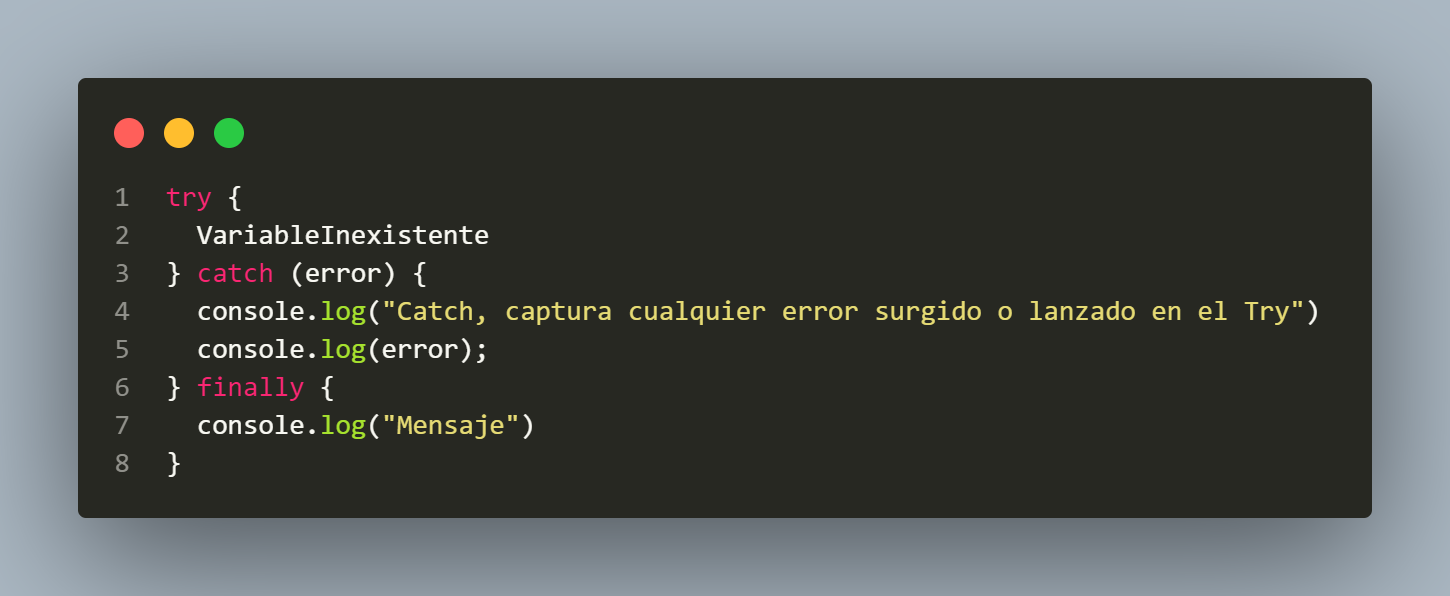 1 try {
2   VariableInexistente
3 } catch (error) {
4   console.log("Catch, captura cualquier error surgido o lanzado en el Try")
5   console.log(error);
6 } finally {
7   console.log("Mensaje")
8 }